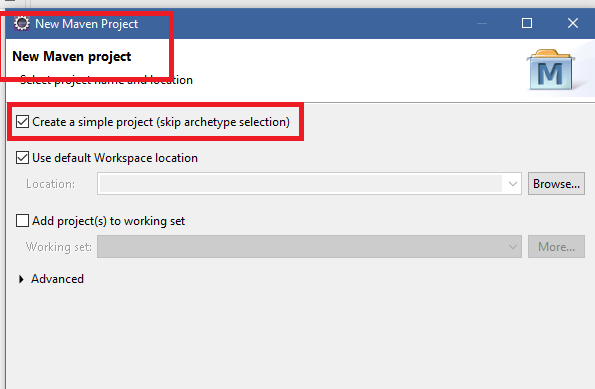 New Maven Project
New Maven project
Select project name and location
M
Create a simple project (skip archetype selection)
Use default Workspace location
Location:
Browse...
Add project(s) to working set
Working set:
More...
Advanced